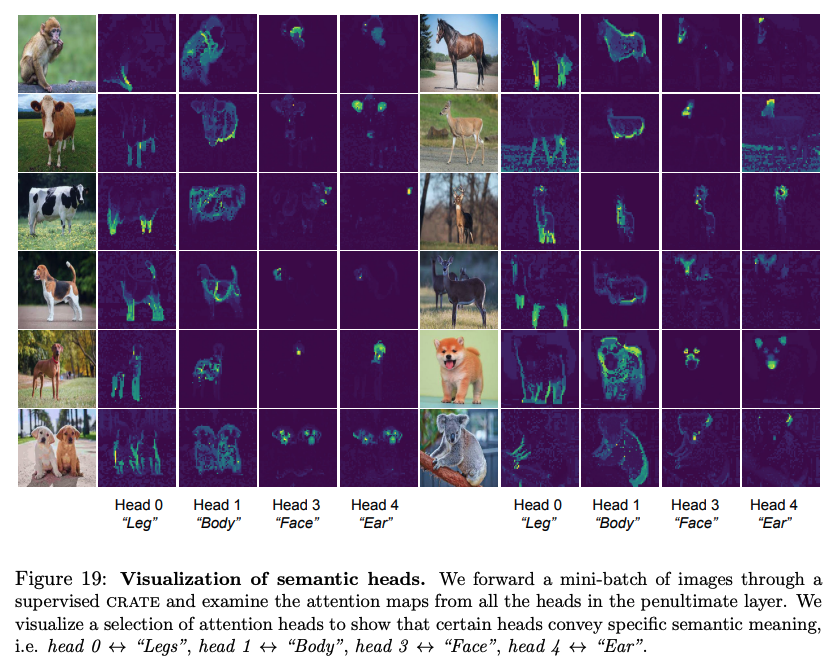 Head 0 Head 1 Head 3 Head 4 Head 0 Head 1 Head 3 Head 4
“Leg” “Body” “Face” “Ear” “Leg” “Body” “Face” “Ear”
Figure 19: Visualization of semantic heads. We forward a mini-batch of images through a
supervised CRATE and examine the attention maps from all the heads in the penultimate layer. We
visualize a selection of attention heads to show that certain heads convey specific semantic meaning,
i.e. head 0 ↔ “Legs”, head 1 ↔ “Body”, head 3 ↔ “Face”, head 4 ↔ “Ear”.